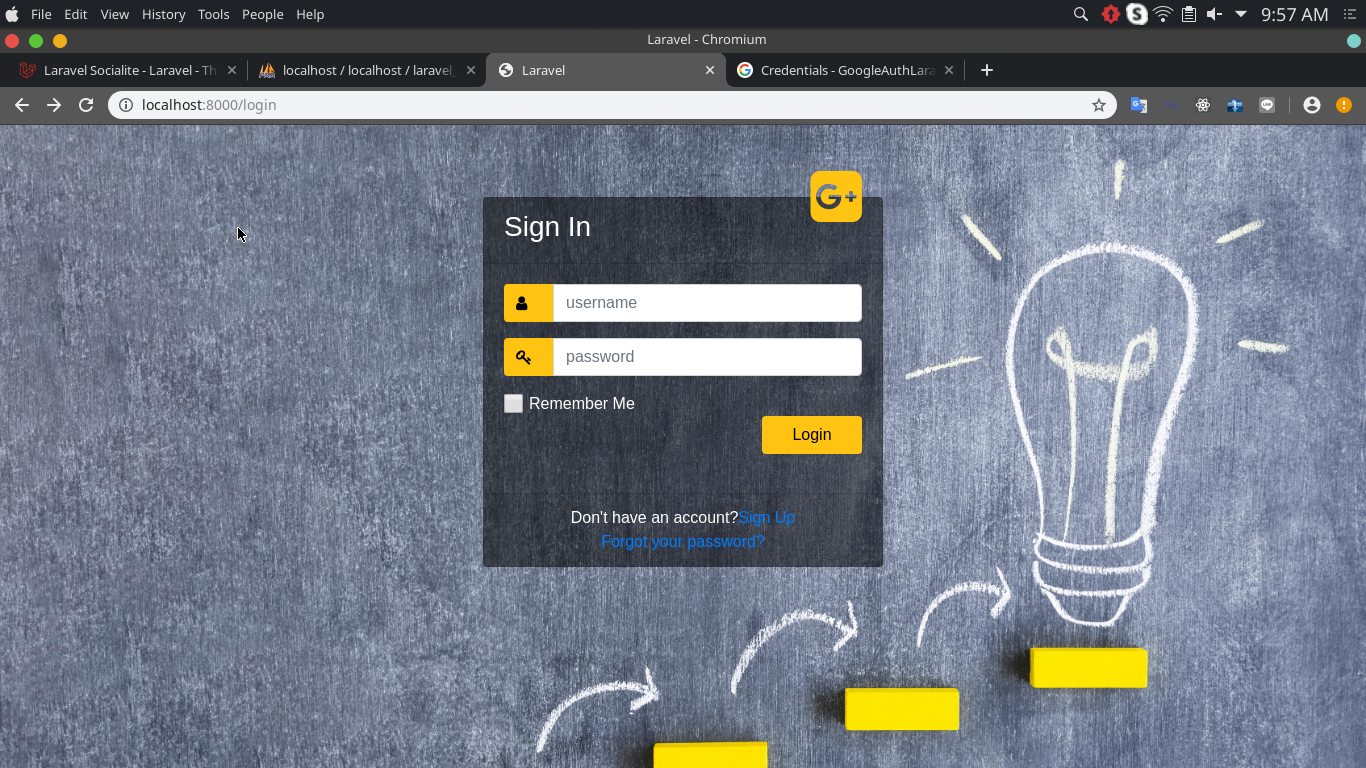 File Edit View History Tools People Help
9:57 AM
Laravel - Chromium
Laravel Socialite - Laravel - Th
localhost / localhost / laravel_
Laravel
Credentials - GoogleAuthLara
localhost:8000/login
G+
Sign In
username
password
Remember Me
Login
Don't have an account?Sign Up
Forgot your password?